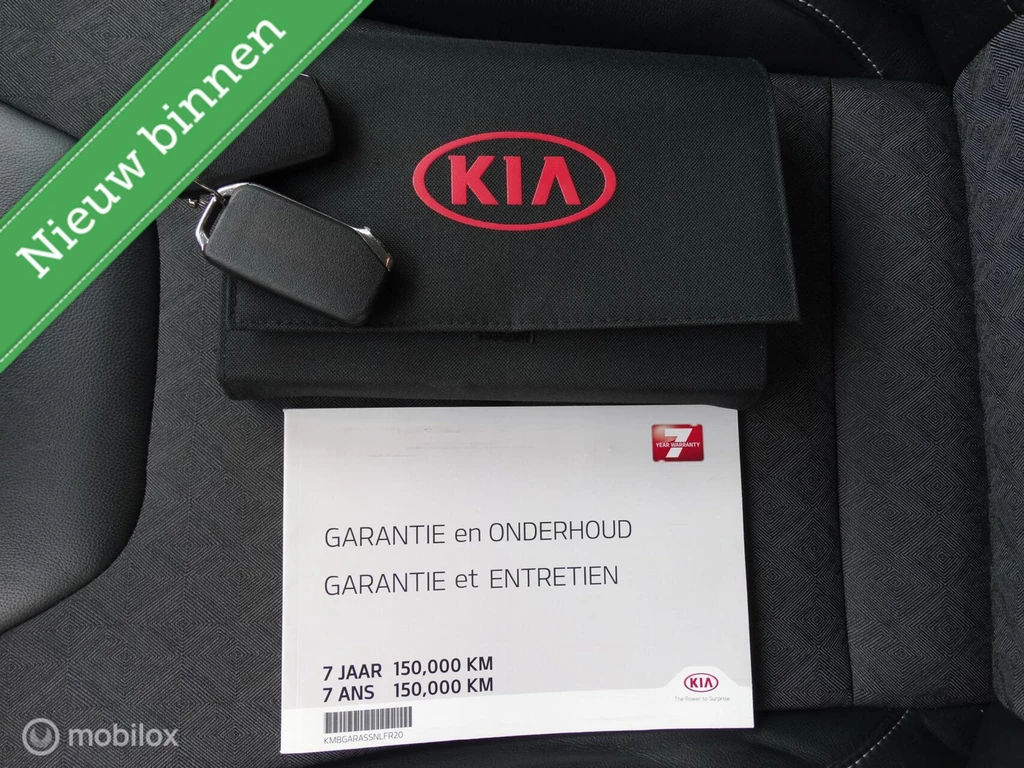 Nieuw binnen
KIA
7
YEAR WARRANTY
GARANTIE en ONDERHOUD
GARANTIE et ENTRETIEN
7 JAAR 150,000 KM
7 ANS 150,000 KM
KIA
The Power to Surprise
KMBGARASSNLFR20
mobilox